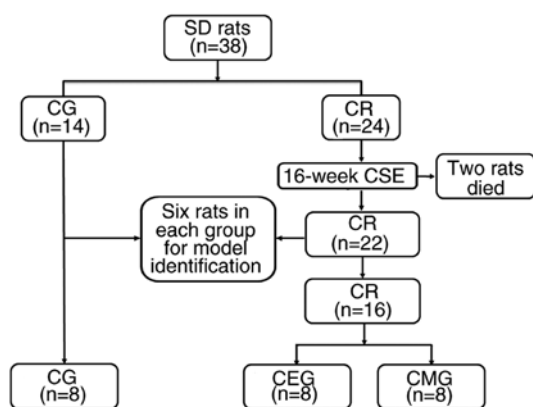 SD rats
(n=38)
CG
(n=14)
CR
(n=24)
16-week CSE
Two rats
died
Six rats in
each group
for model
identification
CR
(n=22)
CR
(n=16)
CG
(n=8)
CEG
(n=8)
CMG
(n=8)